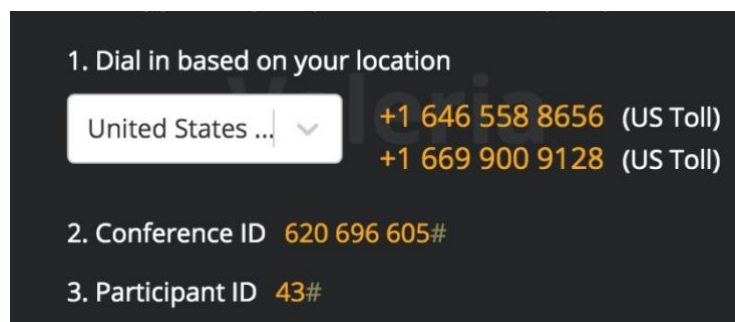 1. Dial in based on your location
Valeria
United States ...
+1 646 558 8656 (US Toll)
+1 669 900 9128 (US Toll)
2. Conference ID 620 696 605#
3. Participant ID 43#